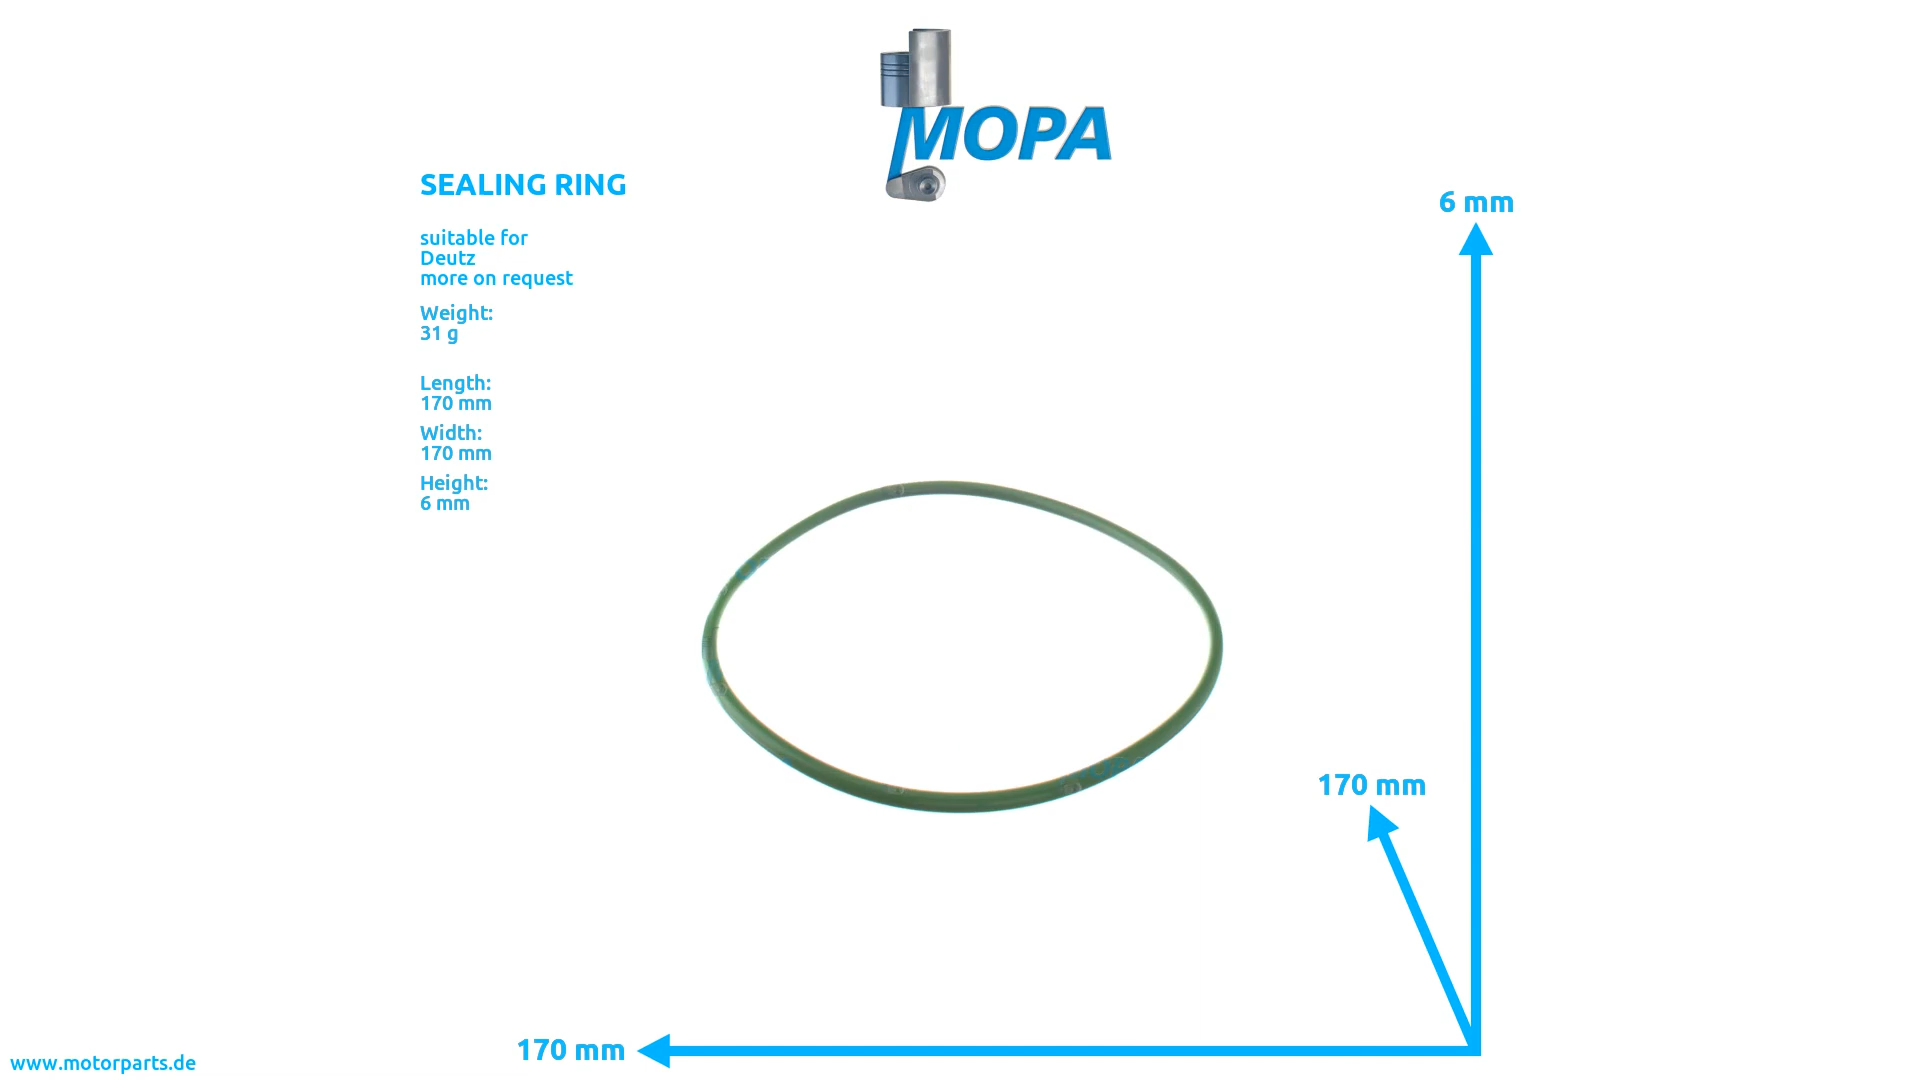 MOPA
SEALING RING
suitable for
Deutz
more on request
Weight:
31 g
Length:
170 mm
Width:
170 mm
Height:
6 mm
6 mm
170 mm
170 mm
www.motorparts.de